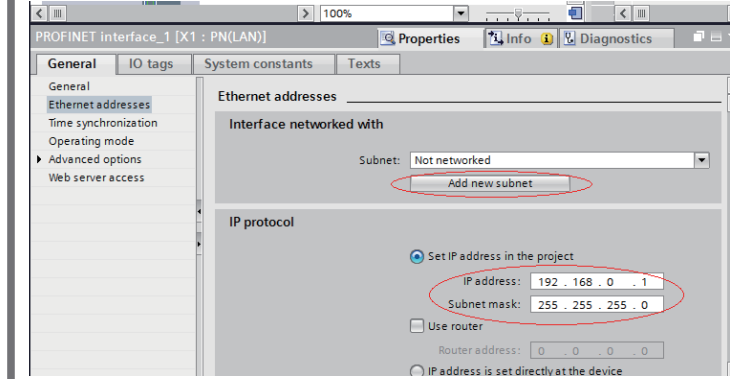 100%
PROFINET interface_1 [X1 : PN(LAN)]
Properties
Info
Diagnostics
General
IO tags
System constants
Texts
General
Ethernet addresses
Time synchronization
Operating mode
Advanced options
Web server access
Ethernet addresses
Interface networked with
Subnet: Not networked
Add new subnet
IP protocol
Set IP address in the project
IP address: 192 . 168 . 0 . 1
Subnet mask: 255 . 255 . 255 . 0
Use router
Router address: 0 . 0 . 0 . 0
IP address is set directly at the device